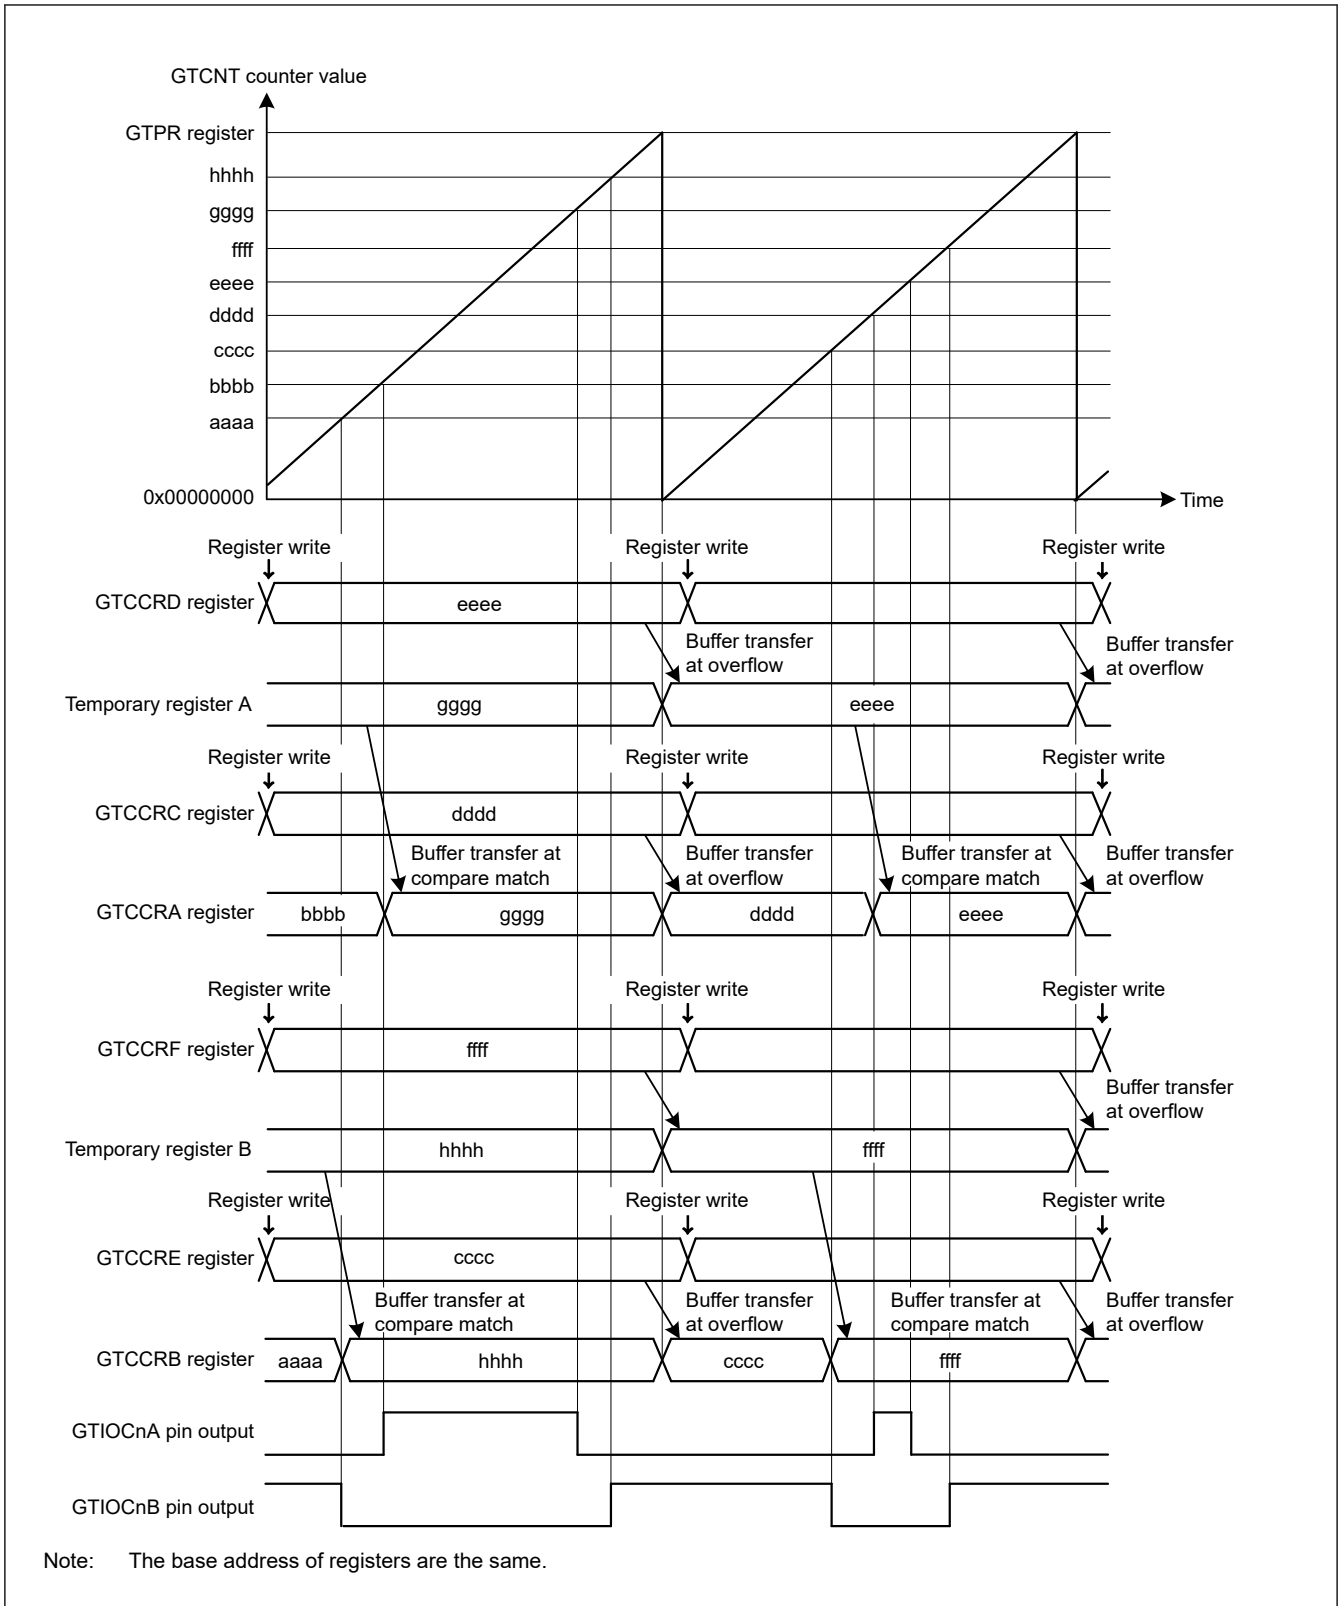 GTCNT counter value
GTPR register
hhhh
gggg
ffff
eeee
dddd
cccc
bbbb
aaaa
0x00000000
Time
Register write
Register write
Register write
GTCCRD register
eeee
Buffer transfer
at overflow
Buffer transfer
at overflow
Temporary register A
gggg
eeee
Register write
Register write
Register write
GTCCRC register
dddd
Buffer transfer at
compare match
Buffer transfer
at overflow
Buffer transfer at
compare match
Buffer transfer
at overflow
GTCCRA register
bbbb
gggg
dddd
eeee
Register write
Register write
Register write
GTCCRF register
ffff
Buffer transfer
at overflow
Temporary register B
hhhh
ffff
Register write
Register write
Register write
GTCCRE register
cccc
Buffer transfer at
compare match
Buffer transfer
at overflow
Buffer transfer at
compare match
Buffer transfer
at overflow
GTCCRB register
aaaa
hhhh
cccc
ffff
GTIOCnA pin output
GTIOCnB pin output
Note: The base address of registers are the same.